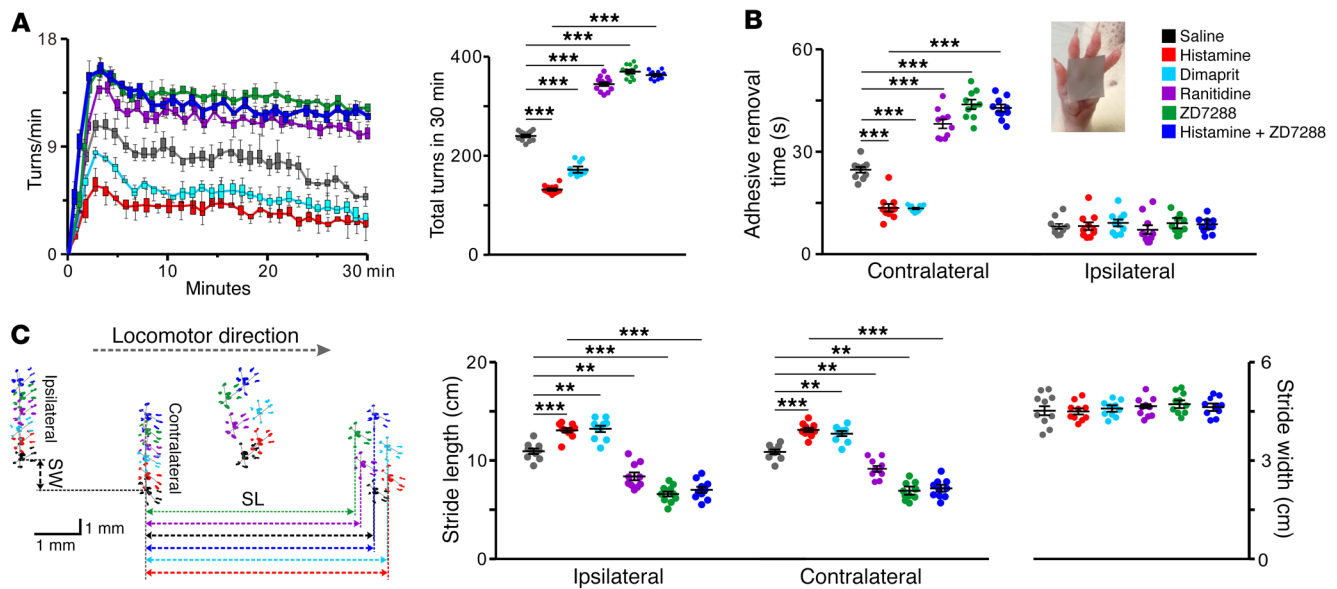 A
18
9
0
Turns/min
0
10
20
30 min
Minutes
400
200
0
Total turns in 30 min
***
***
***
***
***
B
60
30
0
Adhesive removal
time (s)
***
***
***
***
***
Contralateral
Ipsilateral
Saline
Histamine
Dimaprit
Ranitidine
ZD7288
Histamine + ZD7288
C
Locomotor direction
Ipsilateral
Contralateral
SW
SL
1 mm
1 mm
20
10
0
Stride length (cm)
***
***
**
**
***
Ipsilateral
***
**
**
**
***
Contralateral
6
3
0
Stride width (cm)